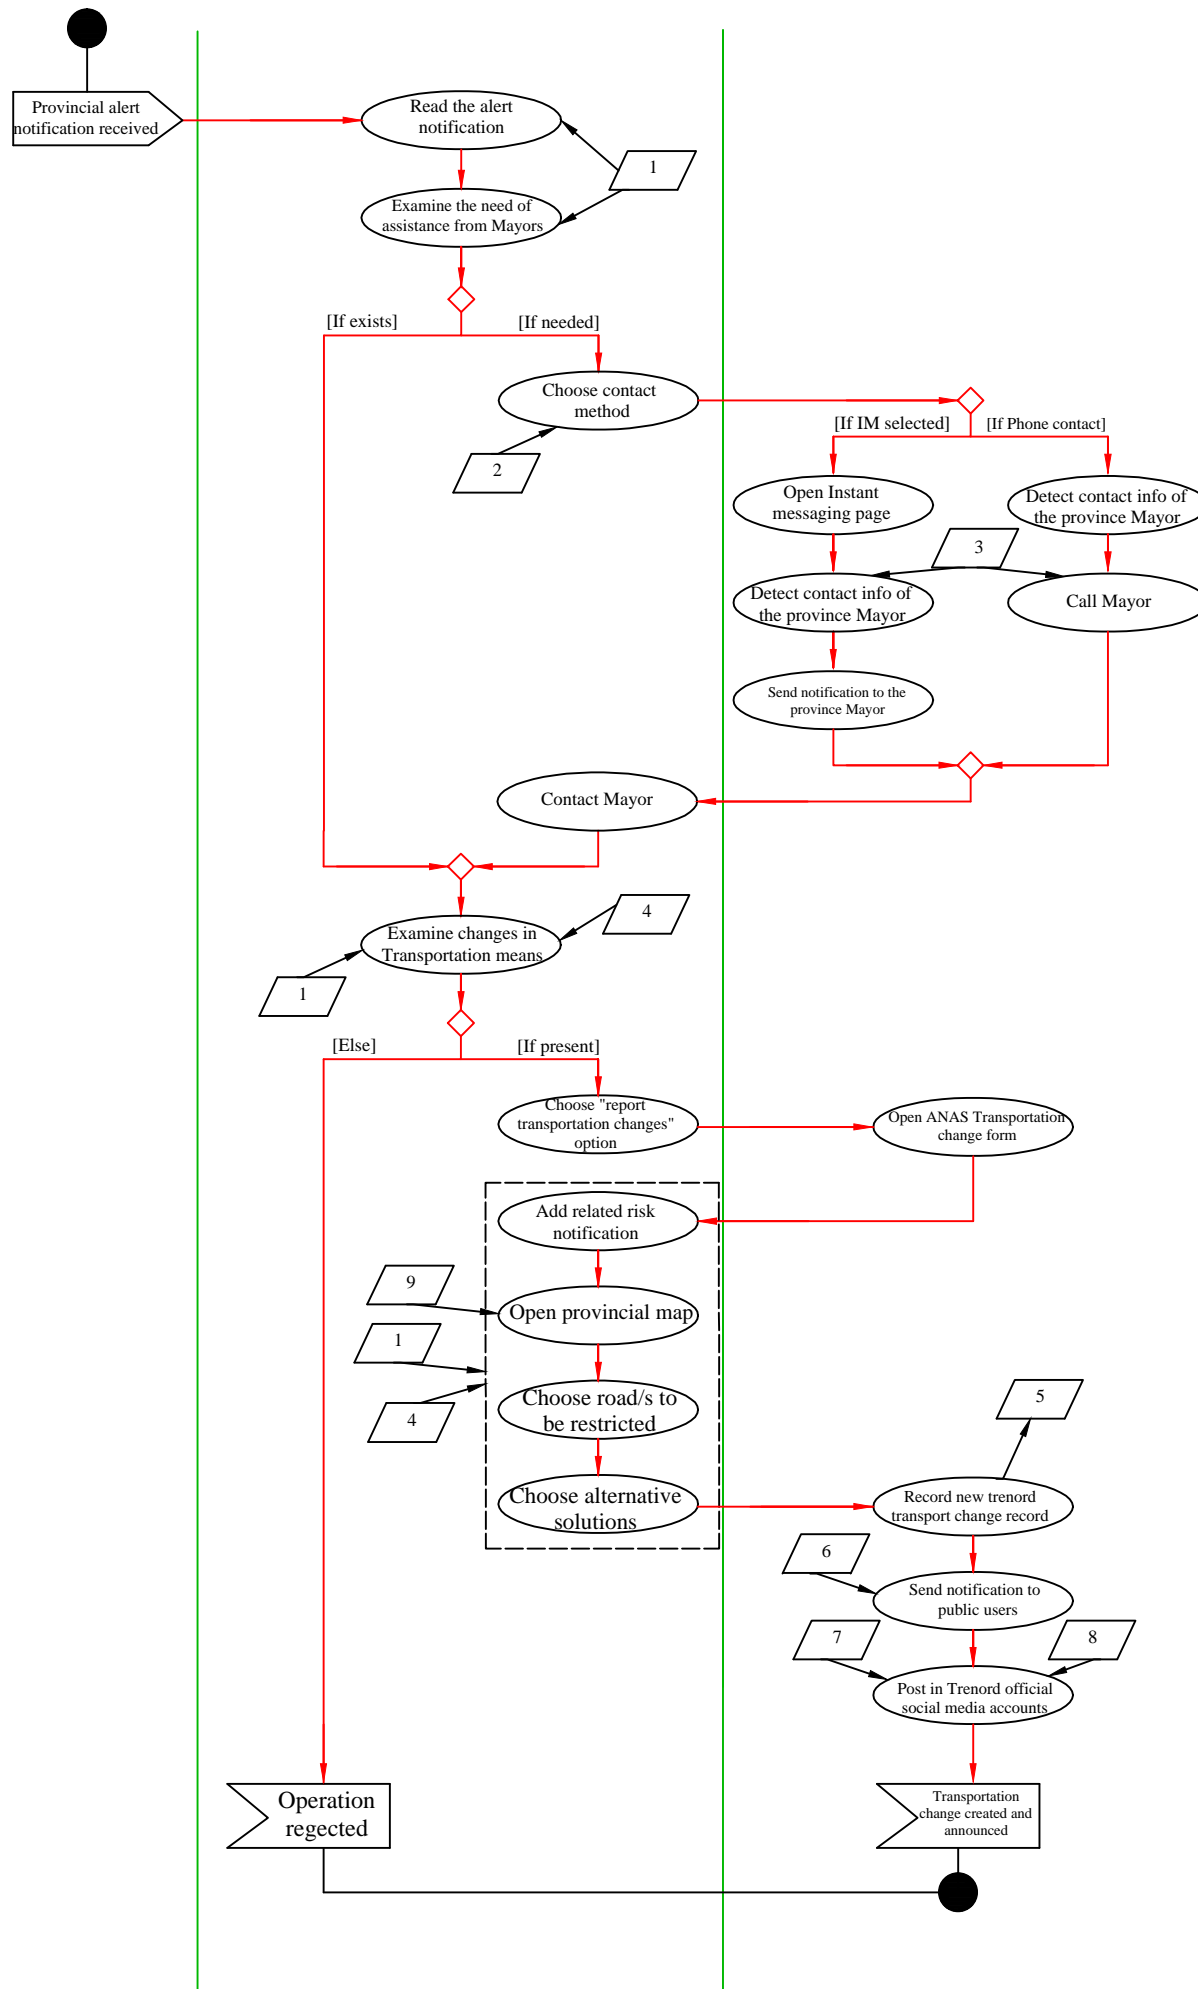 Provincial alert
notification received
Read the alert
notification
1
Examine the need of
assistance from Mayors
[If exists]
[If needed]
Choose contact
method
2
[If IM selected]
[If Phone contact]
Open Instant
messaging page
Detect contact info of
the province Mayor
3
Detect contact info of
the province Mayor
Call Mayor
Send notification to the
province Mayor
Contact Mayor
4
Examine changes in
Transportation means
1
[Else]
[If present]
Choose "report
transportation changes"
option
Open ANAS Transportation
change form
Add related risk
notification
9
Open provincial map
1
4
Choose road/s to
be restricted
5
Choose alternative
solutions
Record new trenord
transport change record
6
Send notification to
public users
7
8
Post in Trenord official
social media accounts
Operation
regected
Transportation
change created and
announced